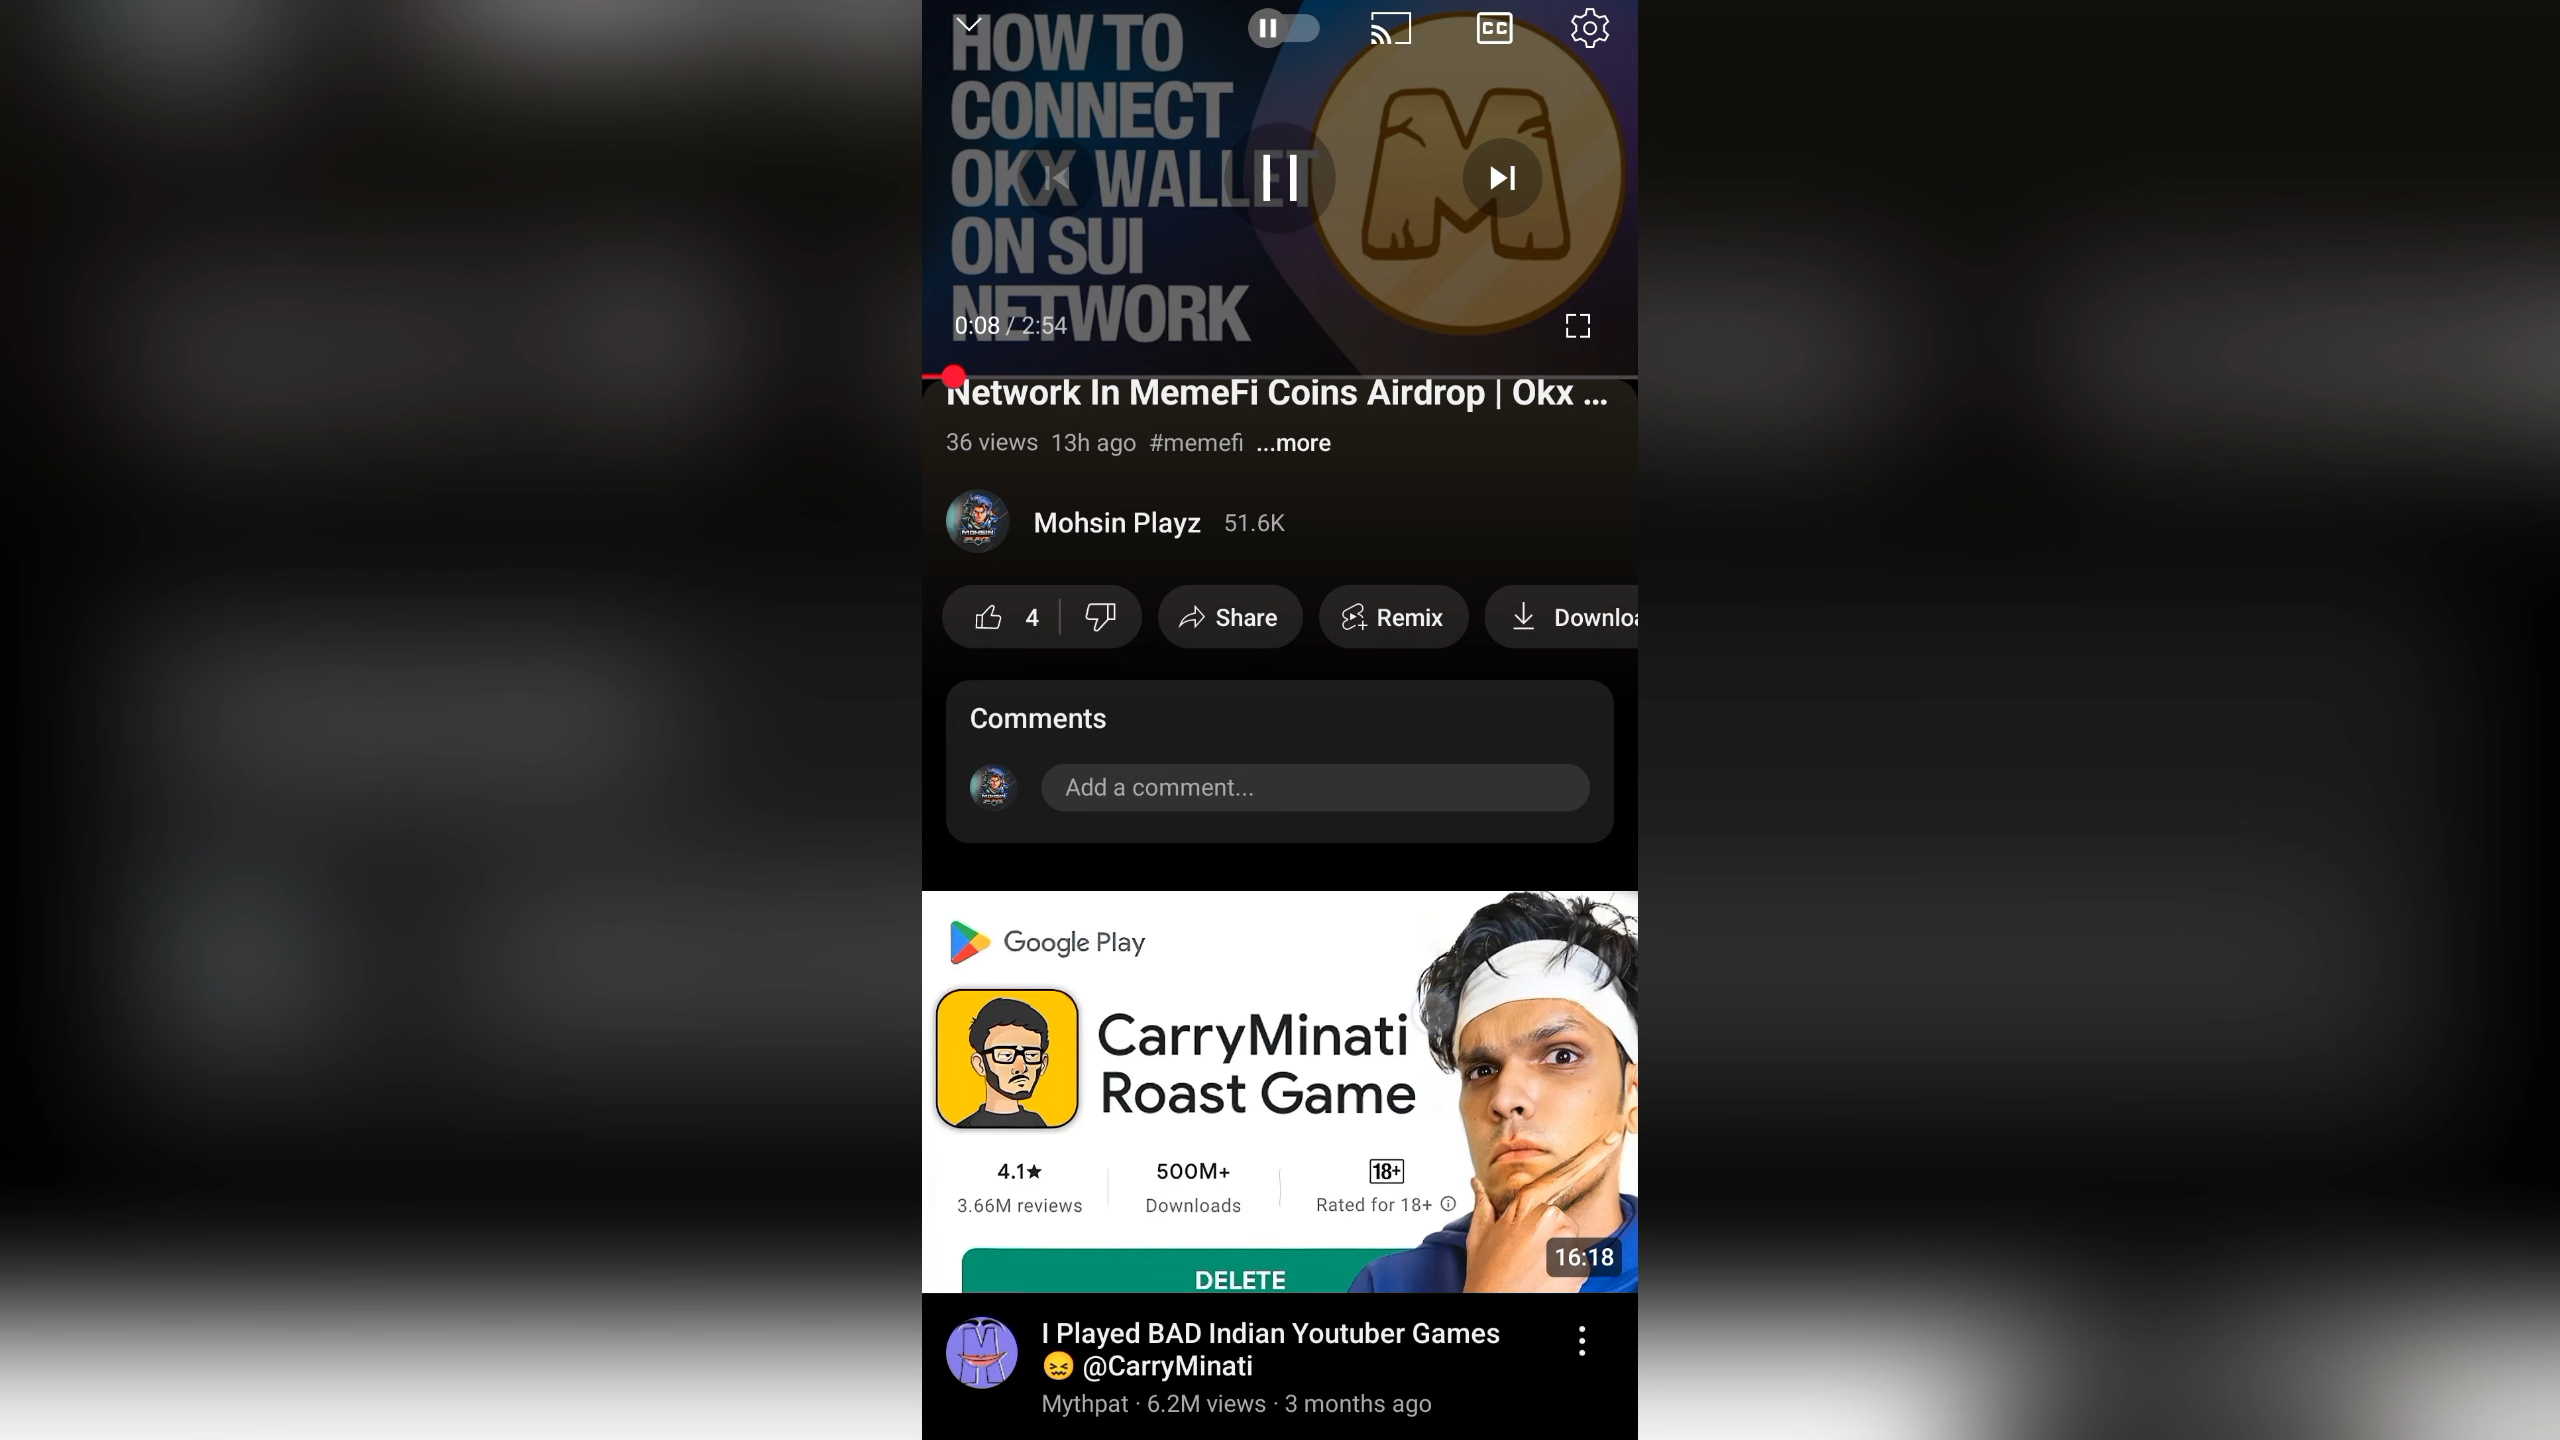 HOW TO
CONNECT
OKX WALLET
ON SUI
NETWORK
CC
0:08 / 2:54
Network In MemeFi Coins Airdrop | Okx ...
36 views 13h ago #memefi ...more
Mohsin Playz 51.6K
4 Share Remix Downloa
Comments
Add a comment...
Google Play
CarryMinati
Roast Game
4.1★ 500M+ 18+
3.66M reviews Downloads Rated for 18+
DELETE
16:18
I Played BAD Indian Youtuber Games
😖 @CarryMinati
Mythpat · 6.2M views · 3 months ago